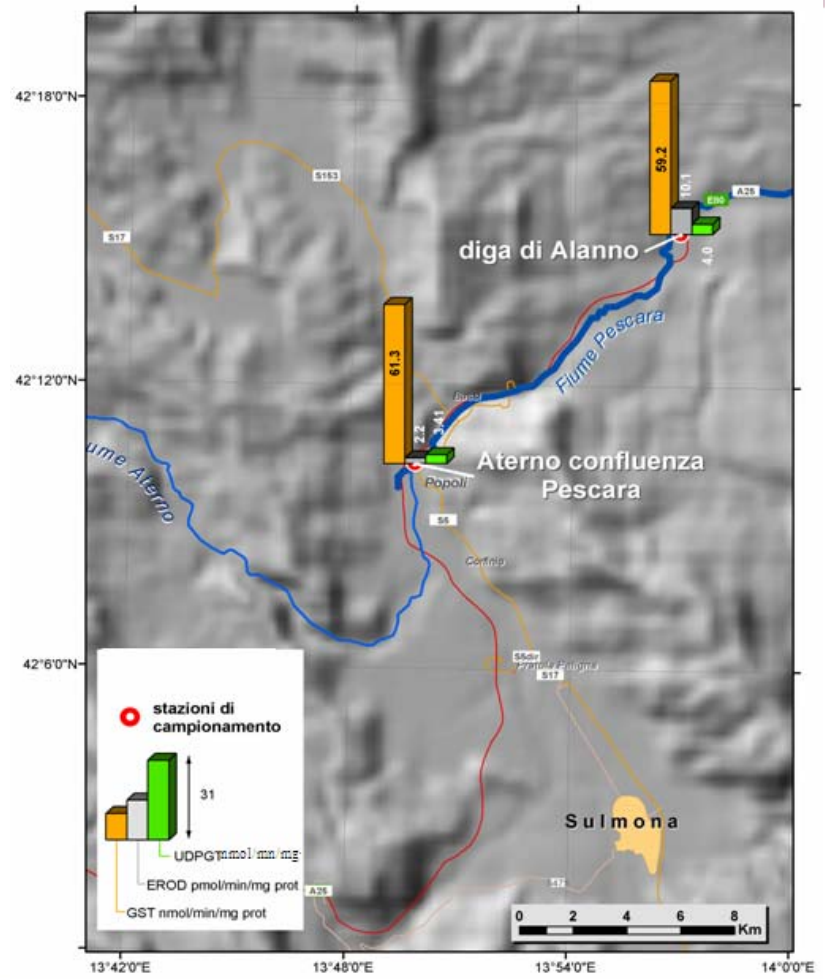 42°18'0"N
59.2
10.1
E80
A25
S153
S17
4.0
diga di Alanno
61.3
Fiume Pescara
42°12'0"N
Bussi
2.2
3.41
ume Aterno
Aterno confluenza
Pescara
Popoli
S5
Corfinio
42°6'0"N
S5dir
Pratola Peligna
S17
stazioni di
campionamento
31
UDPGT nmol/mn/mg
EROD pmol/min/mg prot
GST nmol/min/mg prot
Sulmona
A25
0 2 4 6 8
Km
13°42'0"E 13°48'0"E 13°54'0"E 14°0'0"E